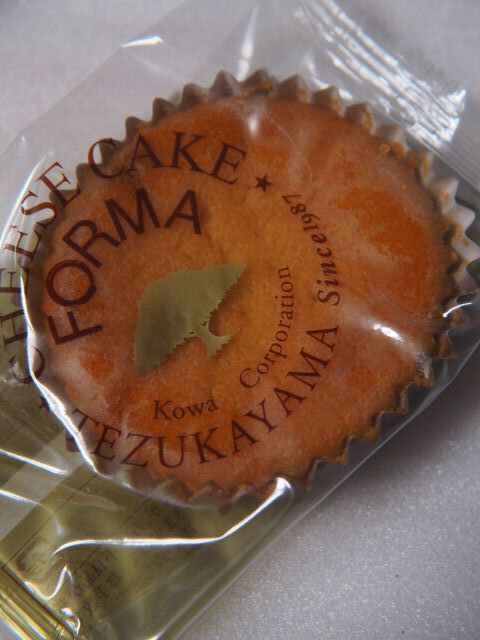 CHEESE CAKE
FORMA
Since1987
Kowa Corporation
TEZUKAYAMA